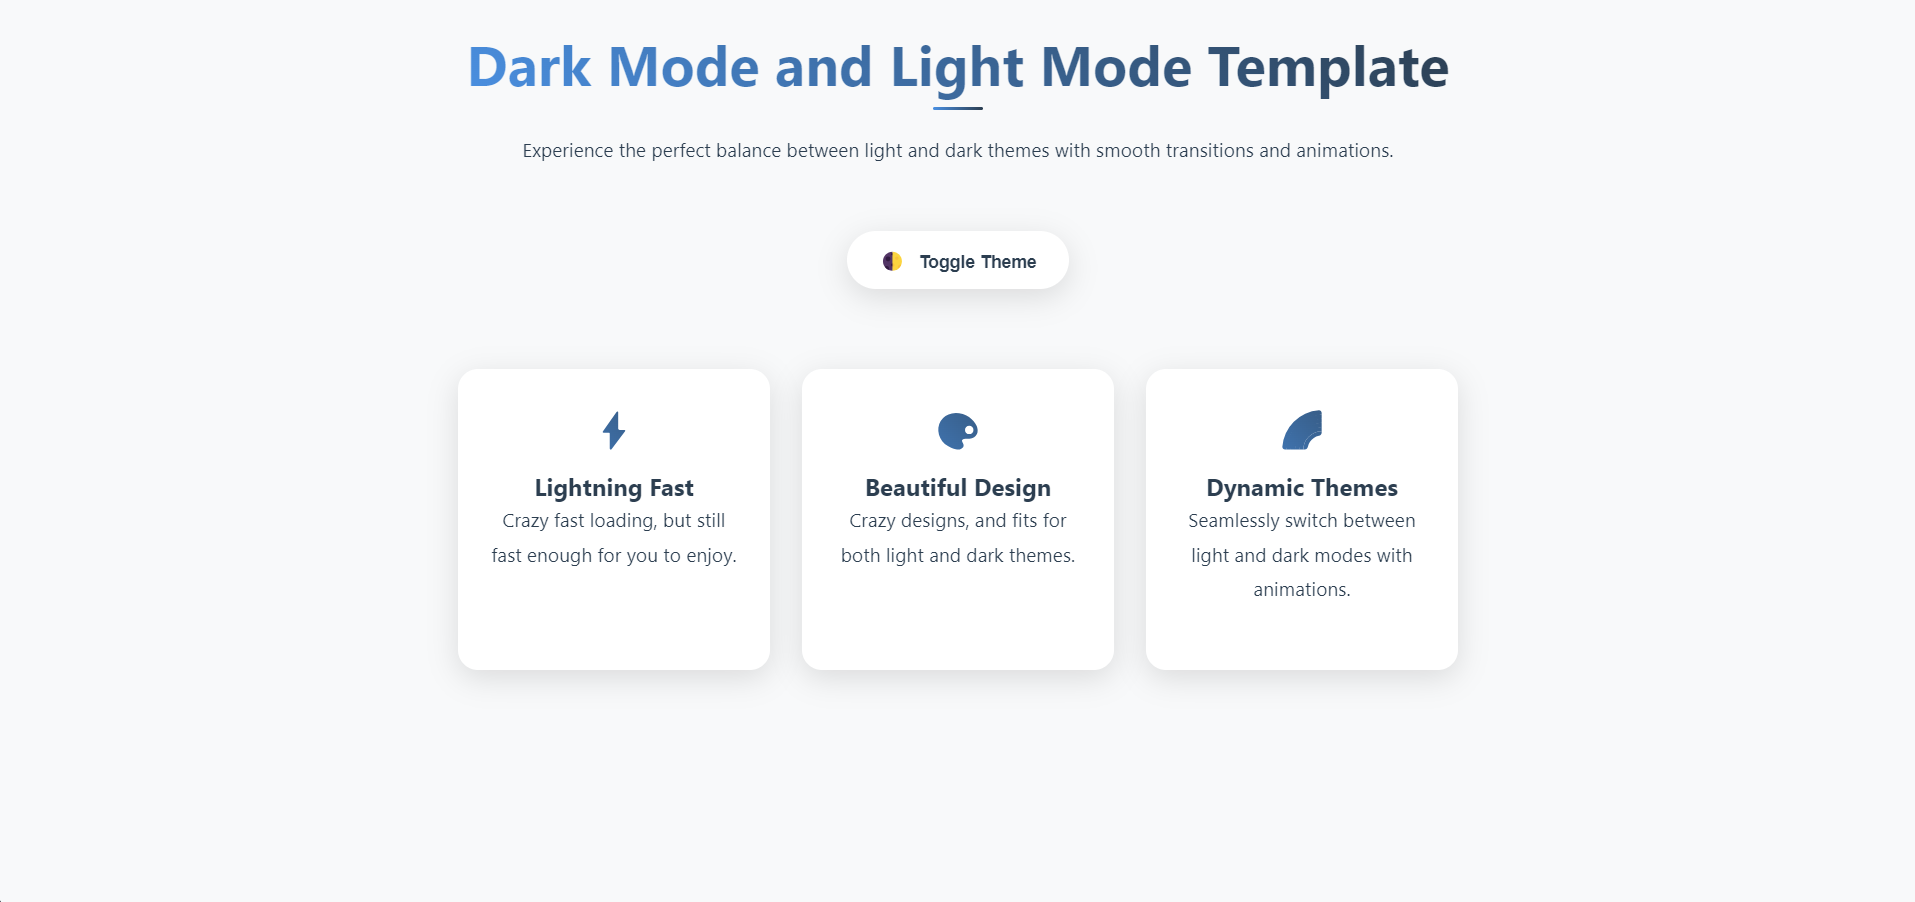 Dark Mode and Light Mode Template
Experience the perfect balance between light and dark themes with smooth transitions and animations.
Toggle Theme
Lightning Fast
Crazy fast loading, but still
fast enough for you to enjoy.
Beautiful Design
Crazy designs, and fits for
both light and dark themes.
Dynamic Themes
Seamlessly switch between
light and dark modes with
animations.